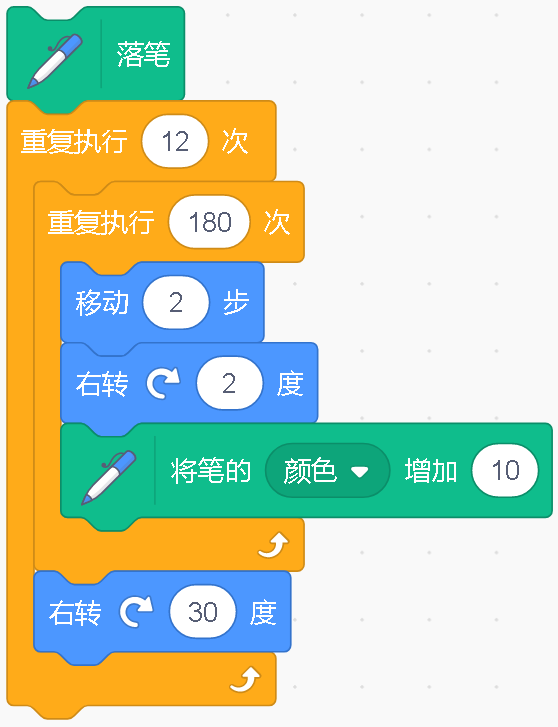 落笔
重复执行 12 次
重复执行 180 次
移动 2 步
右转 2 度
将笔的 颜色 增加 10
右转 30 度